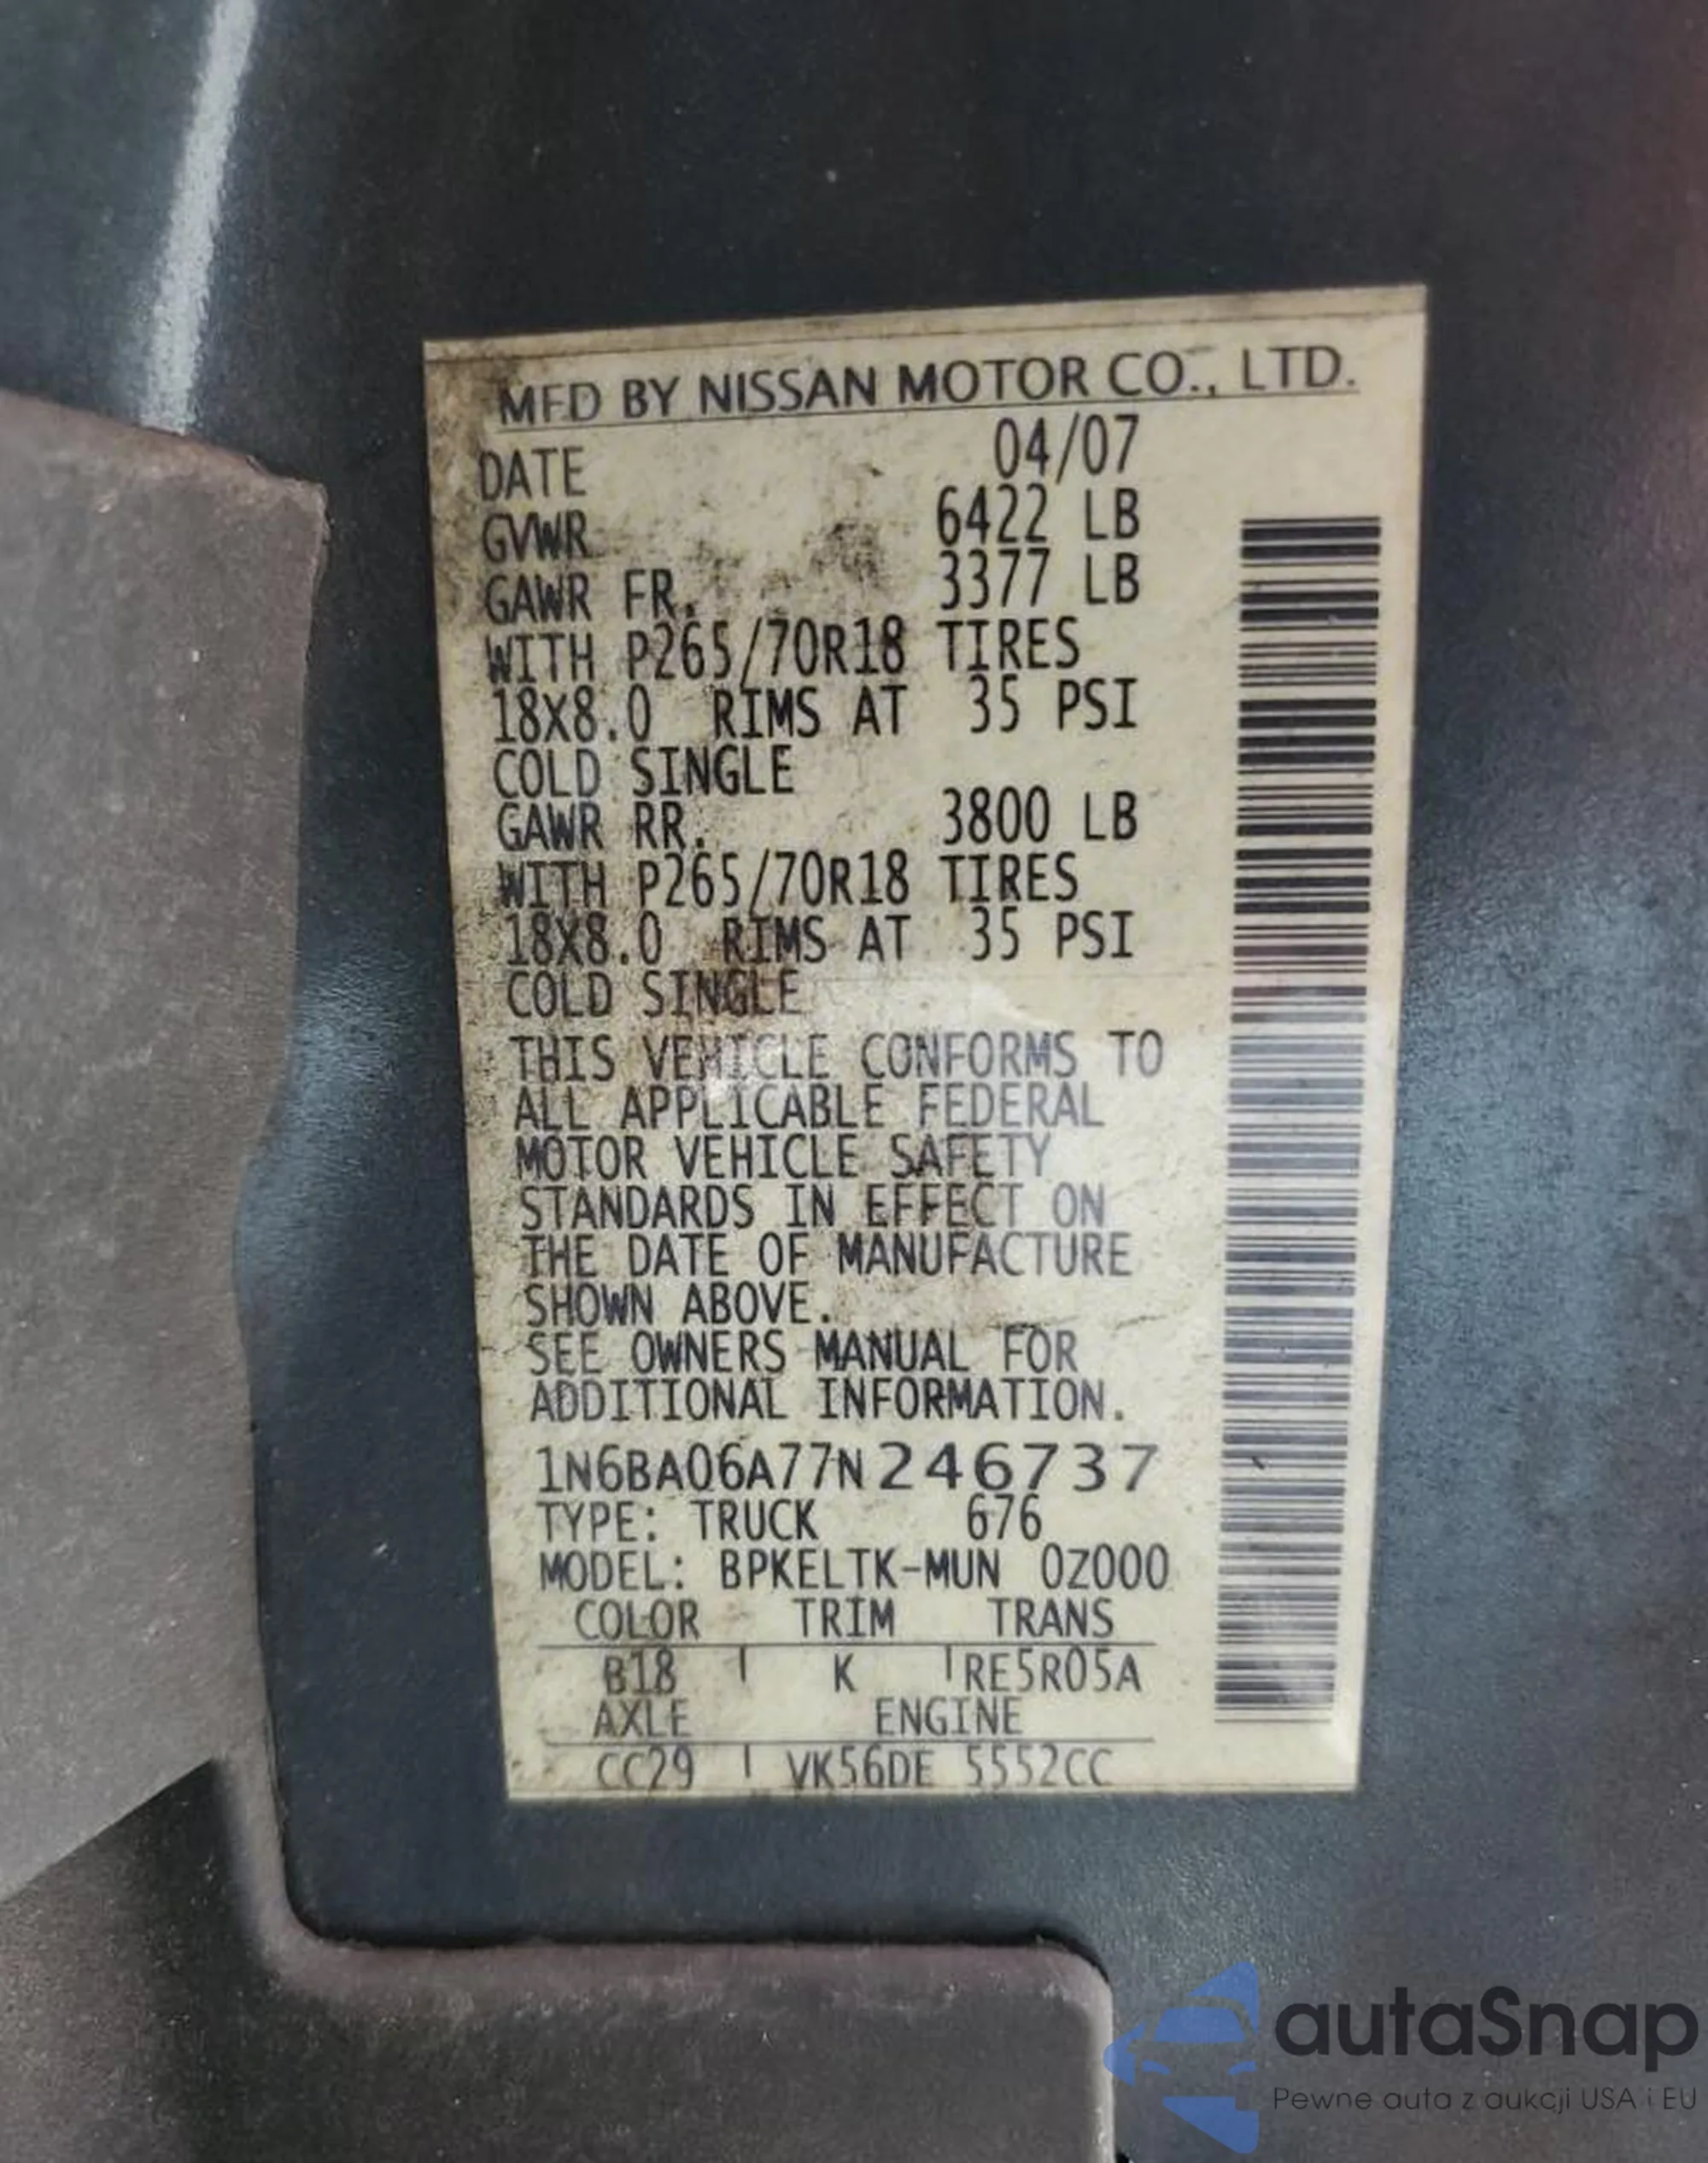 MFD BY NISSAN MOTOR CO., LTD.
DATE 04/07
GVWR 6422 LB
GAWR FR. 3377 LB
WITH P265/70R18 TIRES
18X8.0 RIMS AT 35 PSI
COLD SINGLE
GAWR RR. 3800 LB
WITH P265/70R18 TIRES
18X8.0 RIMS AT 35 PSI
COLD SINGLE
THIS VEHICLE CONFORMS TO
ALL APPLICABLE FEDERAL
MOTOR VEHICLE SAFETY
STANDARDS IN EFFECT ON
THE DATE OF MANUFACTURE
SHOWN ABOVE.
SEE OWNERS MANUAL FOR
ADDITIONAL INFORMATION.
1N6BA06A77N246737
TYPE: TRUCK 676
MODEL: BPKELTK-MUN 0Z000
COLOR TRIM TRANS
B18 K RE5R05A
AXLE ENGINE
CC29 VK56DE 5552CC
autaSnap
Pewne auta z aukcji USA i EU